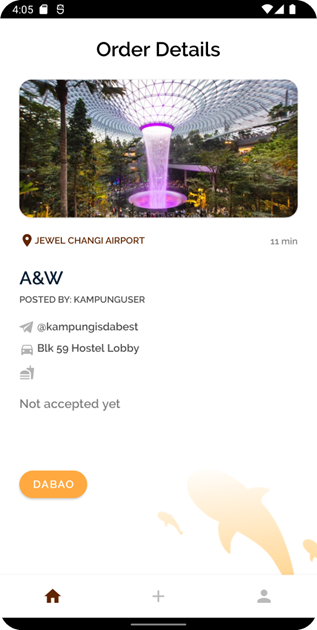 4:05
Order Details
JEWEL CHANGI AIRPORT
11 min
A&W
POSTED BY: KAMPUNGUSER
@kampungisdabest
Blk 59 Hostel Lobby
Not accepted yet
DABAO